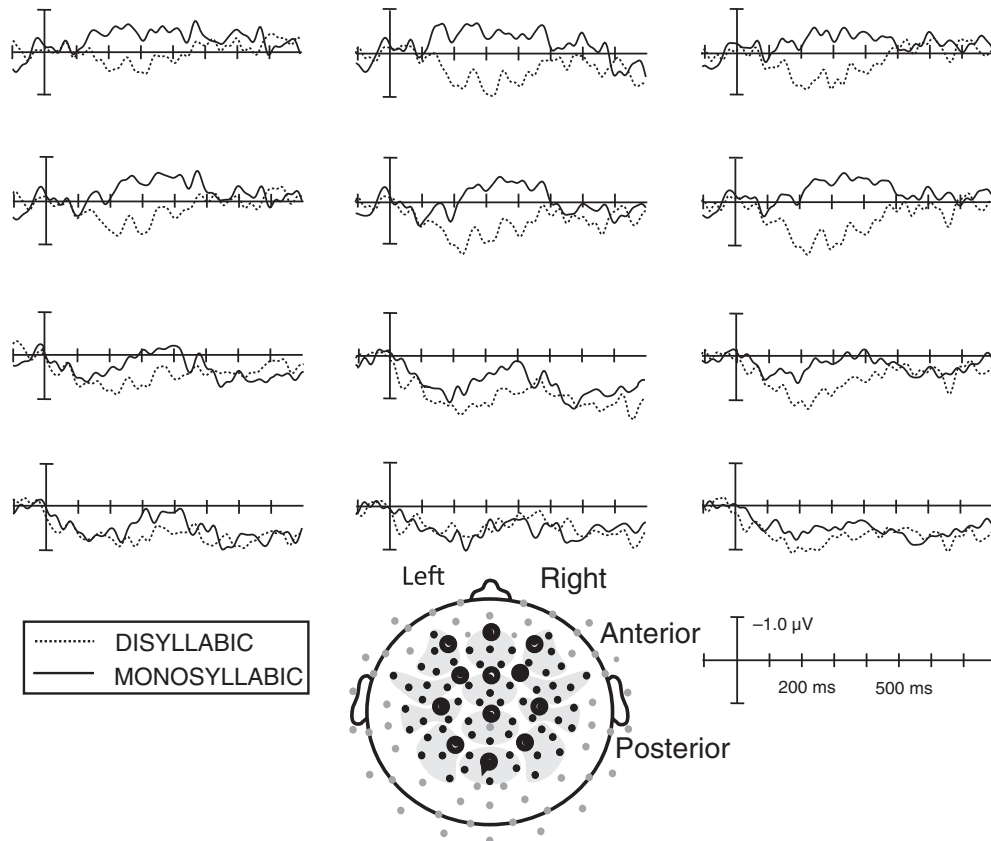 Left
Right
Anterior
DISYLLABIC
MONOSYLLABIC
–1.0 µV
200 ms
500 ms
Posterior